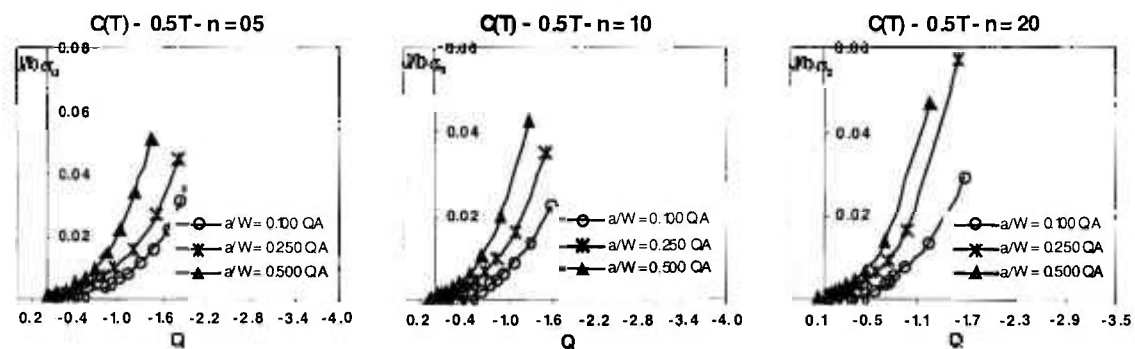 C(T) - 0.5T - n = 05
0.08
0.06
0.04
0.02
a/W = 0.100 QA
a/W = 0.250 QA
a/W = 0.500 QA
0.2 -0.4 -1.0 -1.6 -2.2 -2.8 -3.4 -4.0
Q
C(T) - 0.5T - n = 10
0.04
0.02
a/W = 0.100 QA
a/W = 0.250 QA
a/W = 0.500 QA
0.2 -0.4 -1.0 -1.6 -2.2 -2.8 -3.4 -4.0
Q
C(T) - 0.5T - n = 20
0.04
0.02
a/W = 0.100 QA
a/W = 0.250 QA
a/W = 0.500 QA
0.1 -0.5 -1.1 -1.7 -2.3 -2.9 -3.5